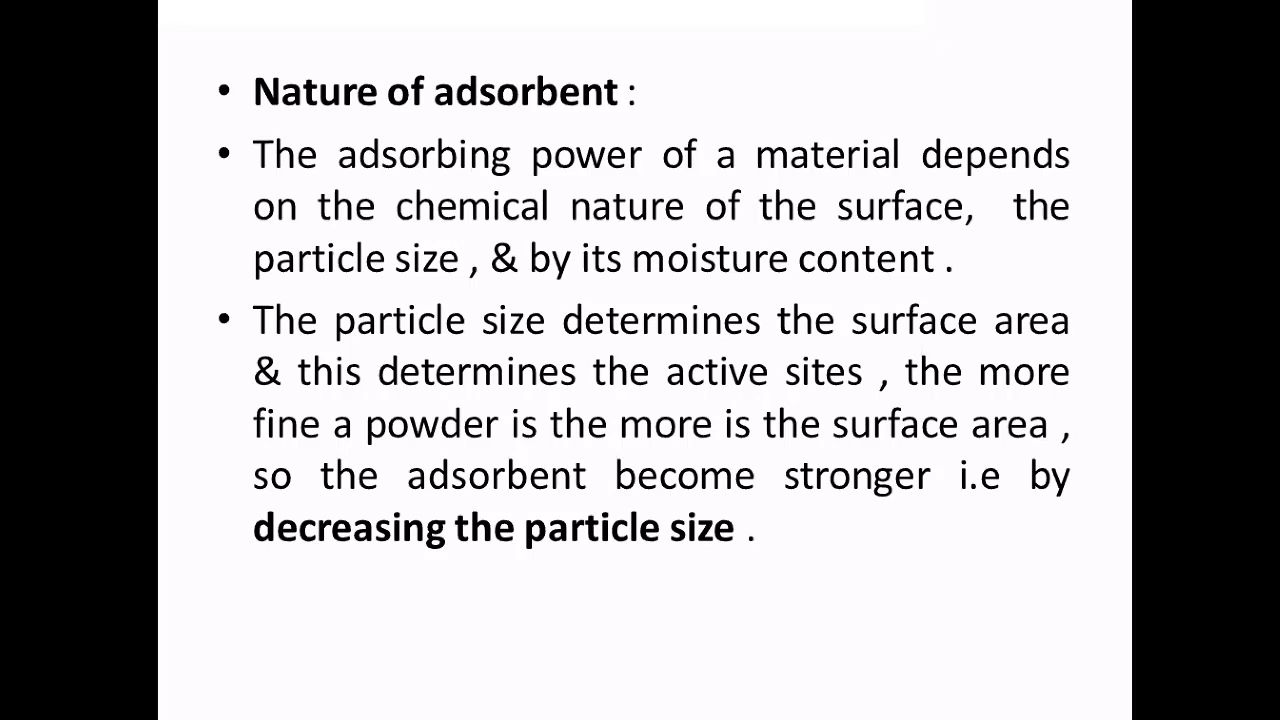 • Nature of adsorbent :
• The adsorbing power of a material depends
on the chemical nature of the surface, the
particle size , & by its moisture content .
• The particle size determines the surface area
& this determines the active sites , the more
fine a powder is the more is the surface area ,
so the adsorbent become stronger i.e by
decreasing the particle size .